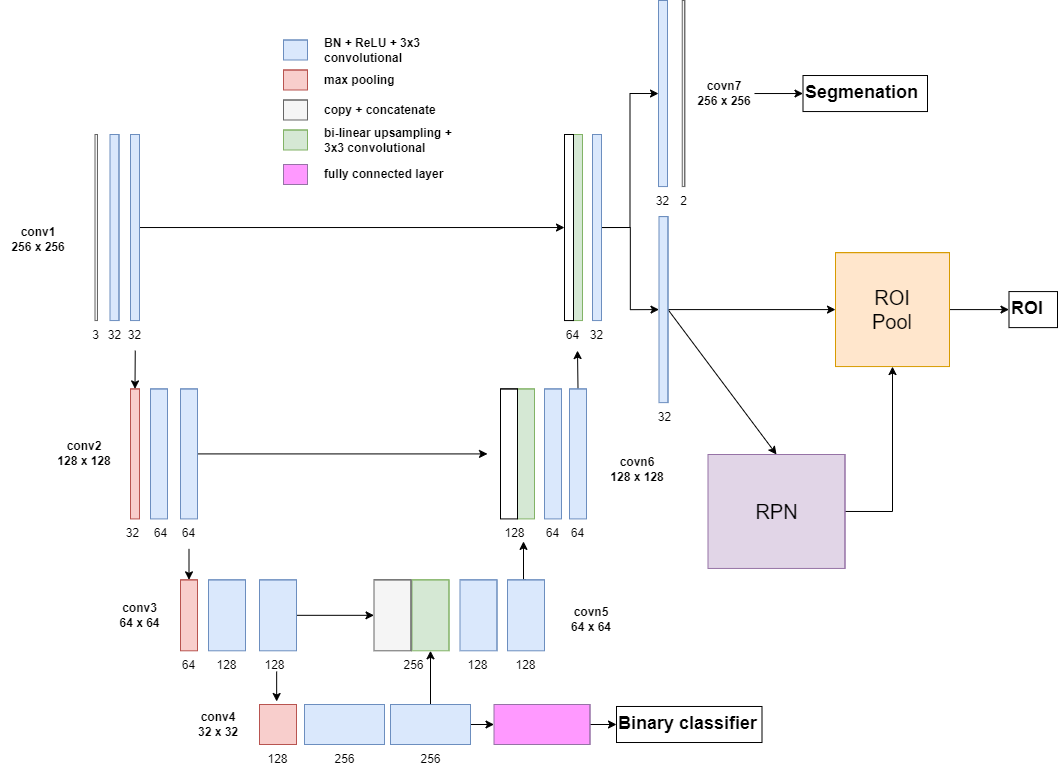 BN + ReLU + 3x3
convolutional
max pooling
copy + concatenate
bi-linear upsampling +
3x3 convolutional
fully connected layer
covn7
256 x 256
Segmenation
32 2
conv1
256 x 256
3 32 32
64 32
32
ROI
Pool
ROI
conv2
128 x 128
32 64 64
128 64 64
covn6
128 x 128
RPN
conv3
64 x 64
64 128 128
256 128 128
covn5
64 x 64
conv4
32 x 32
128 256 256
Binary classifier